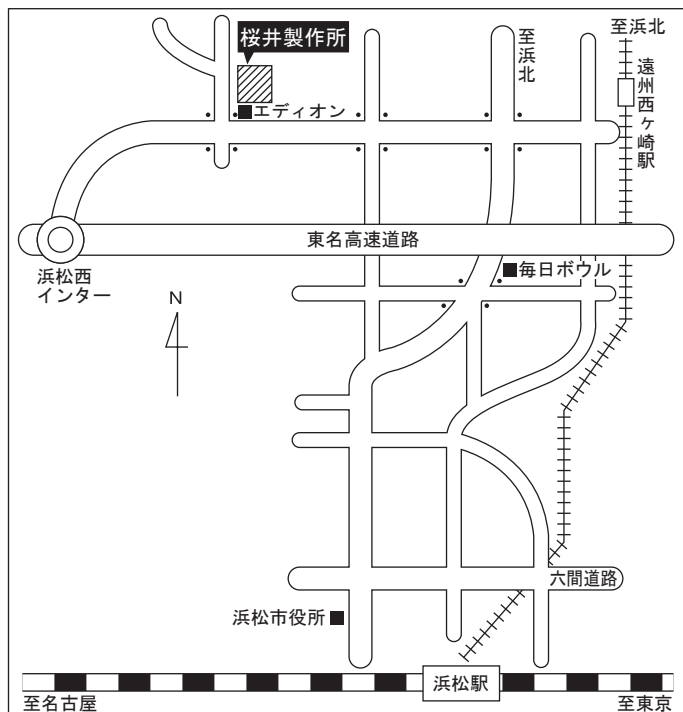 桜井製作所
至浜北
至浜北
遠州西ヶ崎駅
エディオン
東名高速道路
毎日ボウル
浜松西
インター
N
六間道路
浜松市役所
浜松駅
至名古屋
至東京